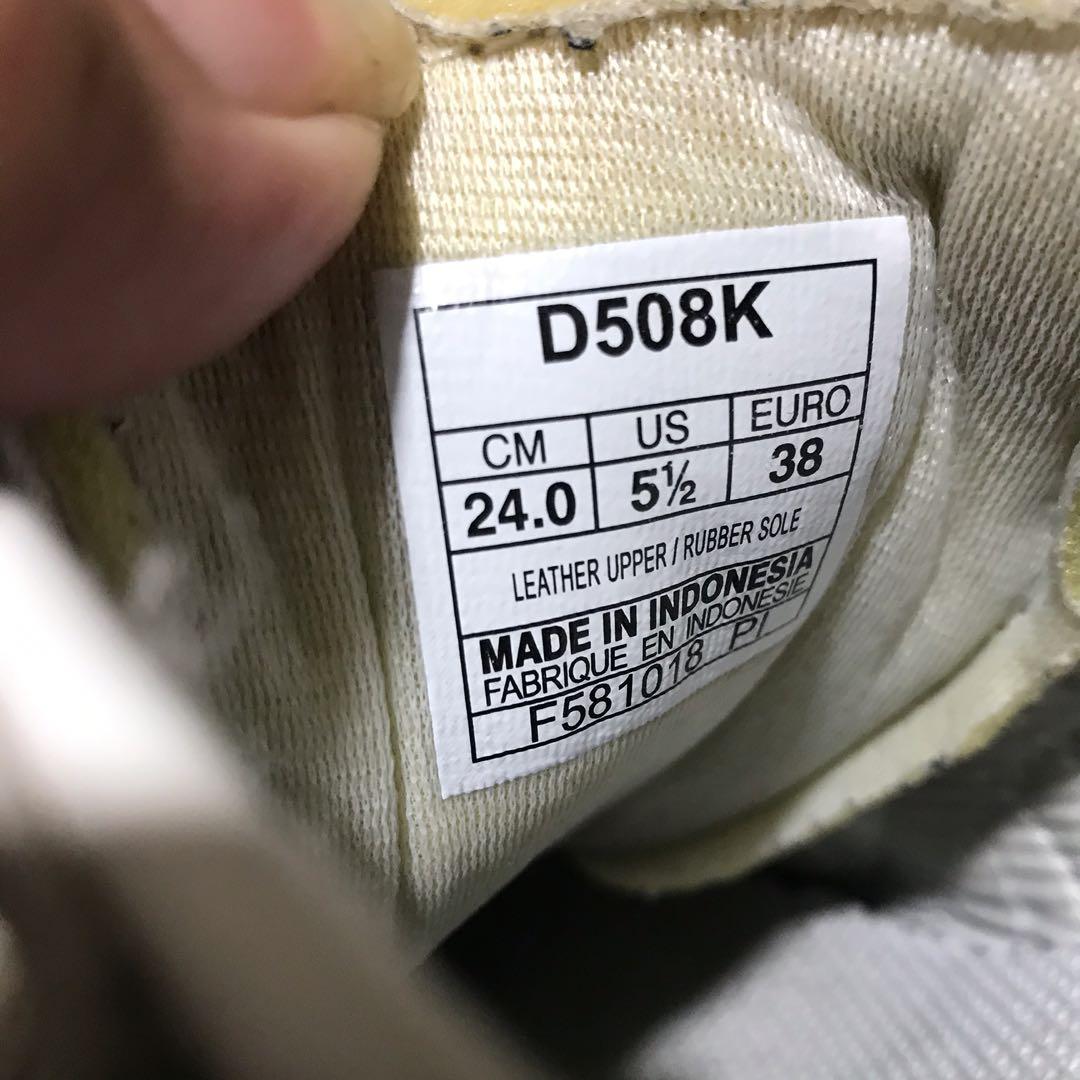 D508K
CM US EURO
24.0 5½ 38
LEATHER UPPER / RUBBER SOLE
MADE IN INDONESIA
FABRIQUE EN INDONESIE
F581018 PI